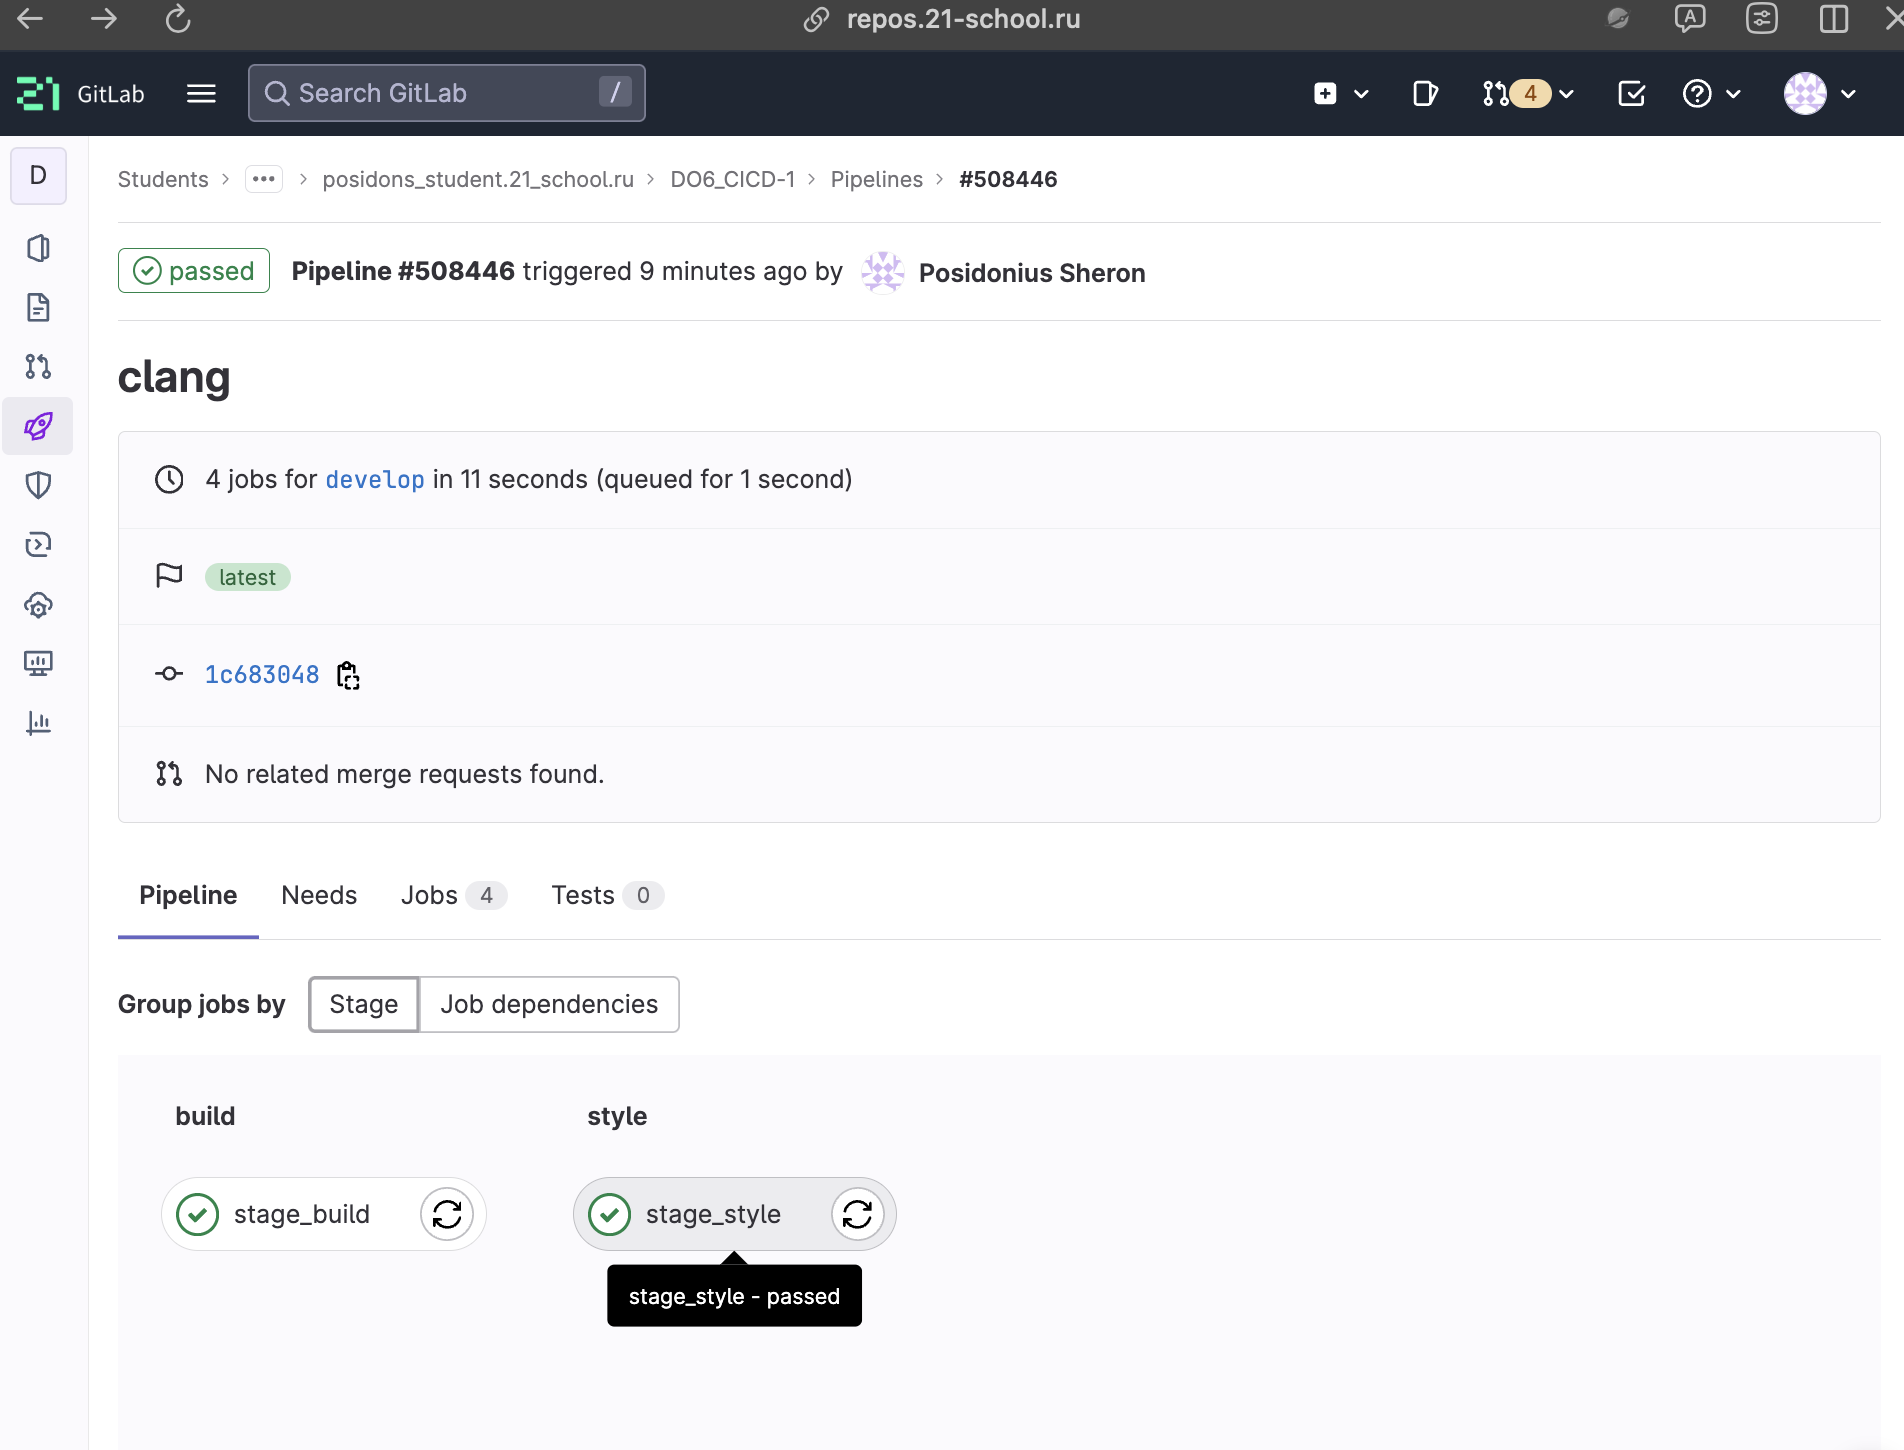 repos.21-school.ru
GitLab
Search GitLab /
4
D
Students > ••• > posidons_student.21_school.ru > DO6_CICD-1 > Pipelines > #508446
passed Pipeline #508446 triggered 9 minutes ago by Posidonius Sheron
clang
4 jobs for develop in 11 seconds (queued for 1 second)
latest
1c683048
No related merge requests found.
Pipeline Needs Jobs 4 Tests 0
Group jobs by Stage Job dependencies
build style
stage_build stage_style
stage_style - passed